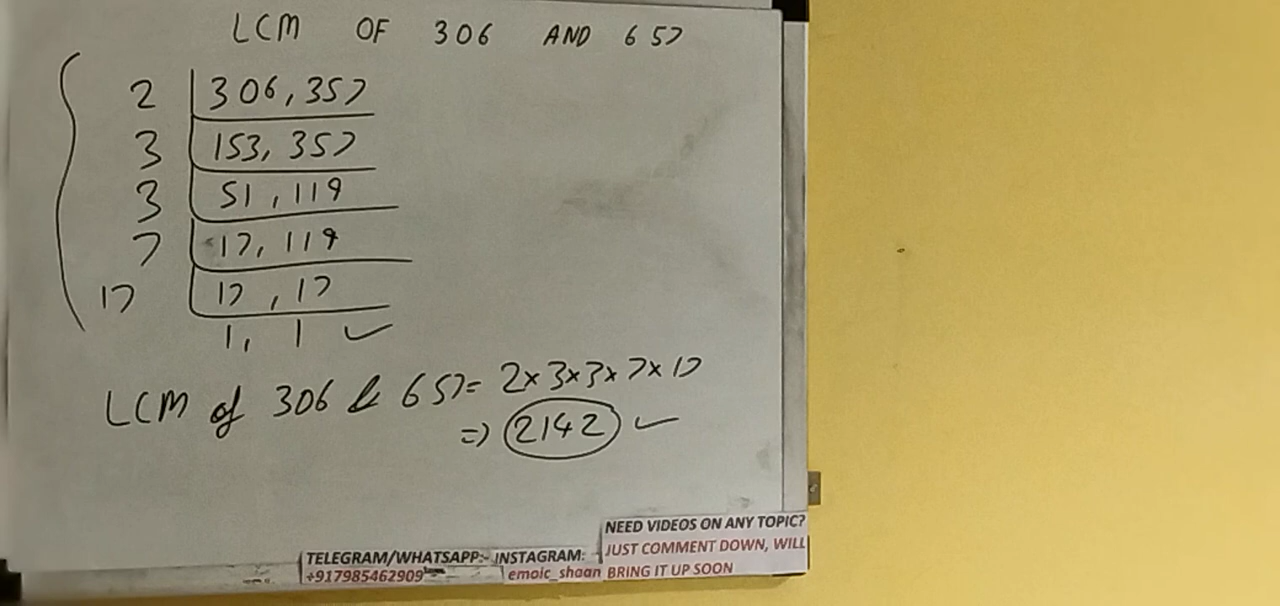 LCM OF 306 AND 657
2 306, 357
3 153, 357
3 51, 119
7 17, 119
17 17, 17
1, 1 ✓
LCM of 306 & 657 = 2×3×3×7×17
=> 2142 ✓
NEED VIDEOS ON ANY TOPIC?
JUST COMMENT DOWN, WILL
BRING IT UP SOON
TELEGRAM/WHATSAPP:-
+917985462909
INSTAGRAM:
emoic_shaan